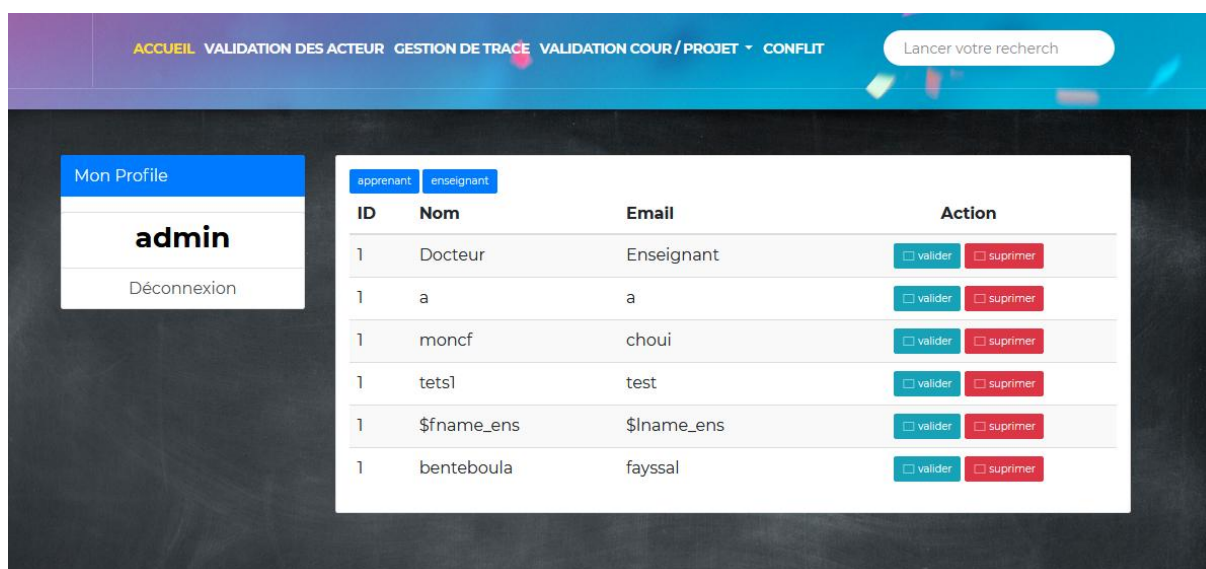 ACCUEIL VALIDATION DES ACTEUR GESTION DE TRACE VALIDATION COUR / PROJET CONFLIT Lancer votre recherch
Mon Profile
admin
Déconnexion
apprenant enseignant
ID Nom Email Action
1 Docteur Enseignant valider suprimer
1 a a valider suprimer
1 moncf choui valider suprimer
1 tets1 test valider suprimer
1 $fname_ens $lname_ens valider suprimer
1 benteboula fayssal valider suprimer